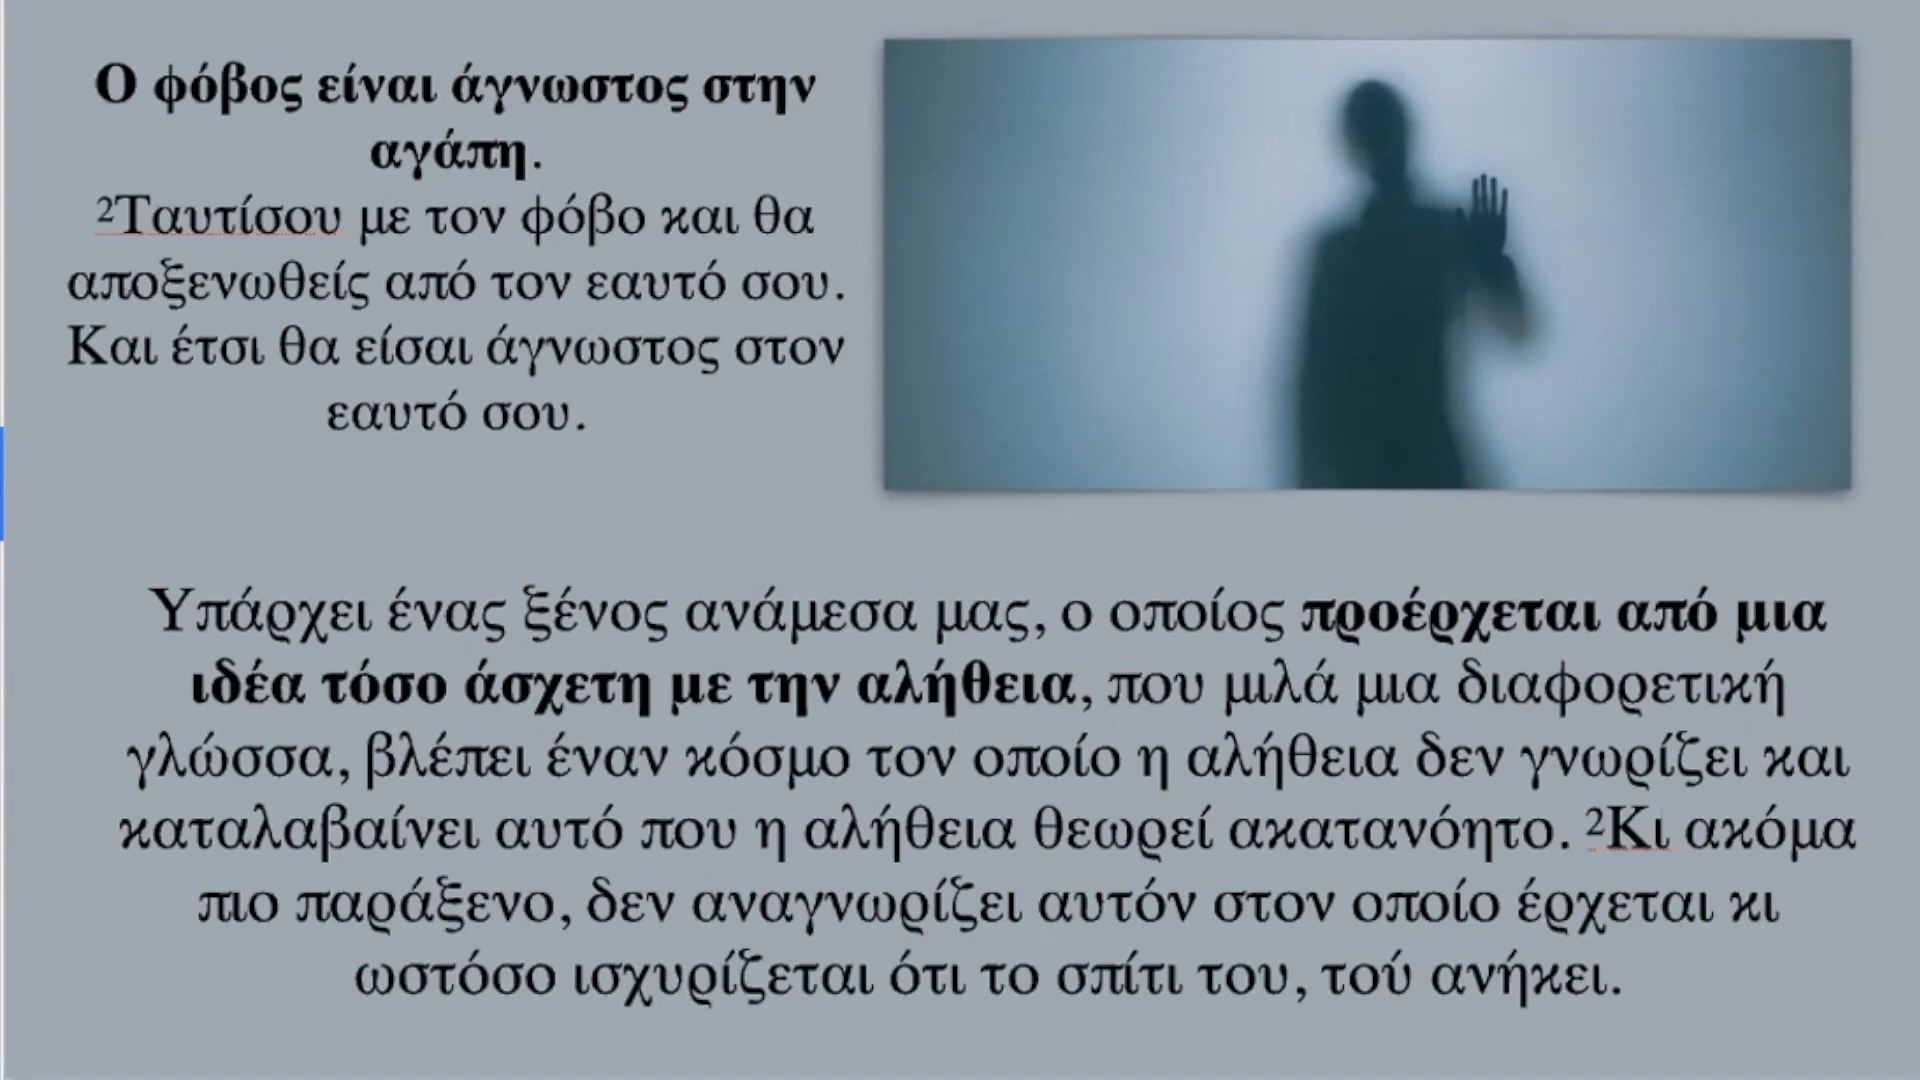 Ο φόβος είναι άγνωστος στην
αγάπη.
²Ταυτίσου με τον φόβο και θα
αποξενωθείς από τον εαυτό σου.
Και έτσι θα είσαι άγνωστος στον
εαυτό σου.
Υπάρχει ένας ξένος ανάμεσα μας, ο οποίος προέρχεται από μια
ιδέα τόσο άσχετη με την αλήθεια, που μιλά μια διαφορετική
γλώσσα, βλέπει έναν κόσμο τον οποίο η αλήθεια δεν γνωρίζει και
καταλαβαίνει αυτό που η αλήθεια θεωρεί ακατανόητο. ²Κι ακόμα
πιο παράξενο, δεν αναγνωρίζει αυτόν στον οποίο έρχεται κι
ωστόσο ισχυρίζεται ότι το σπίτι του, τού ανήκει.